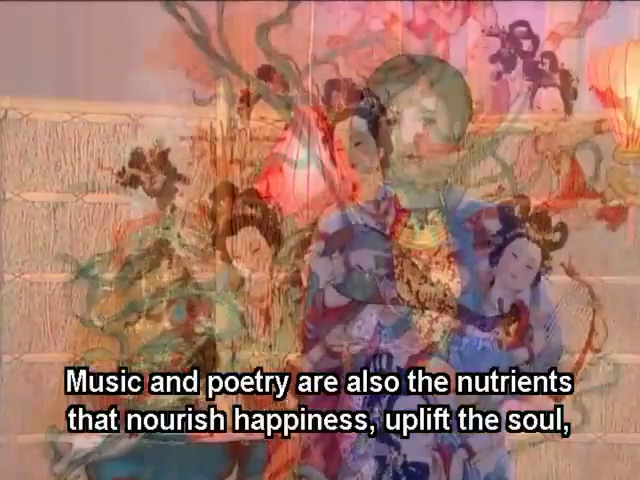 Music and poetry are also the nutrients
that nourish happiness, uplift the soul,